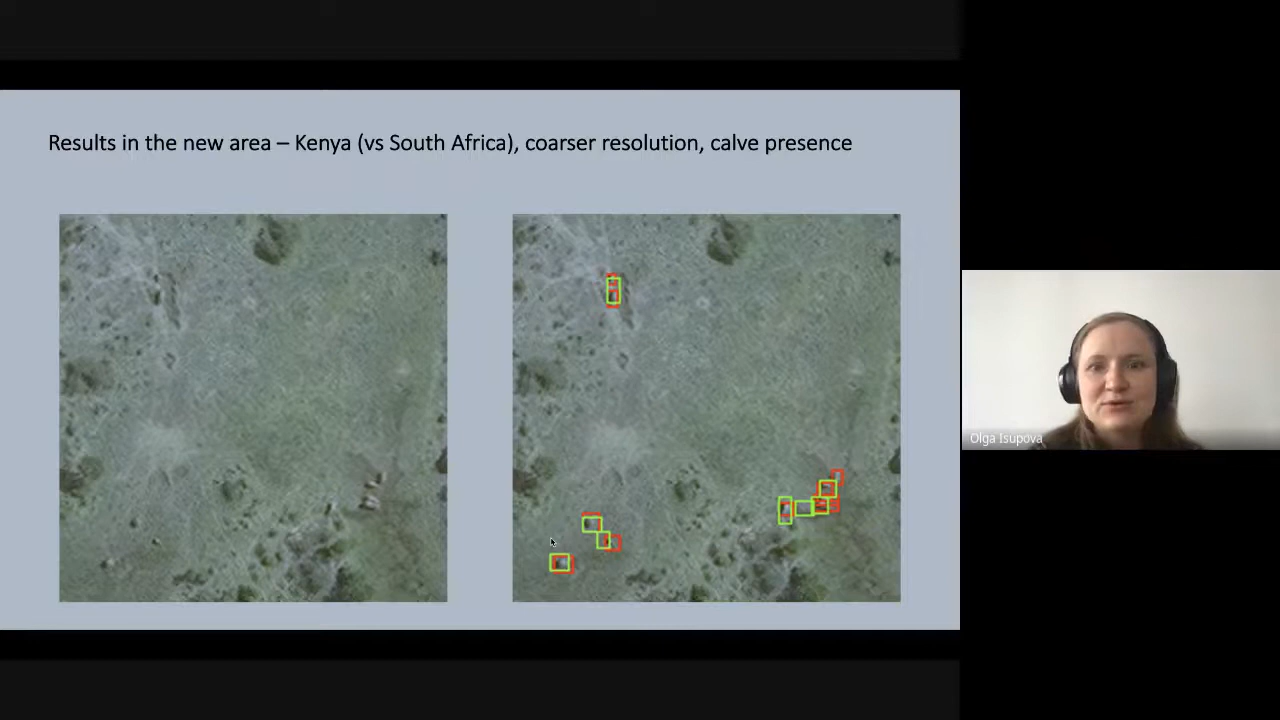 Results in the new area – Kenya (vs South Africa), coarser resolution, calve presence
Olga Isupova